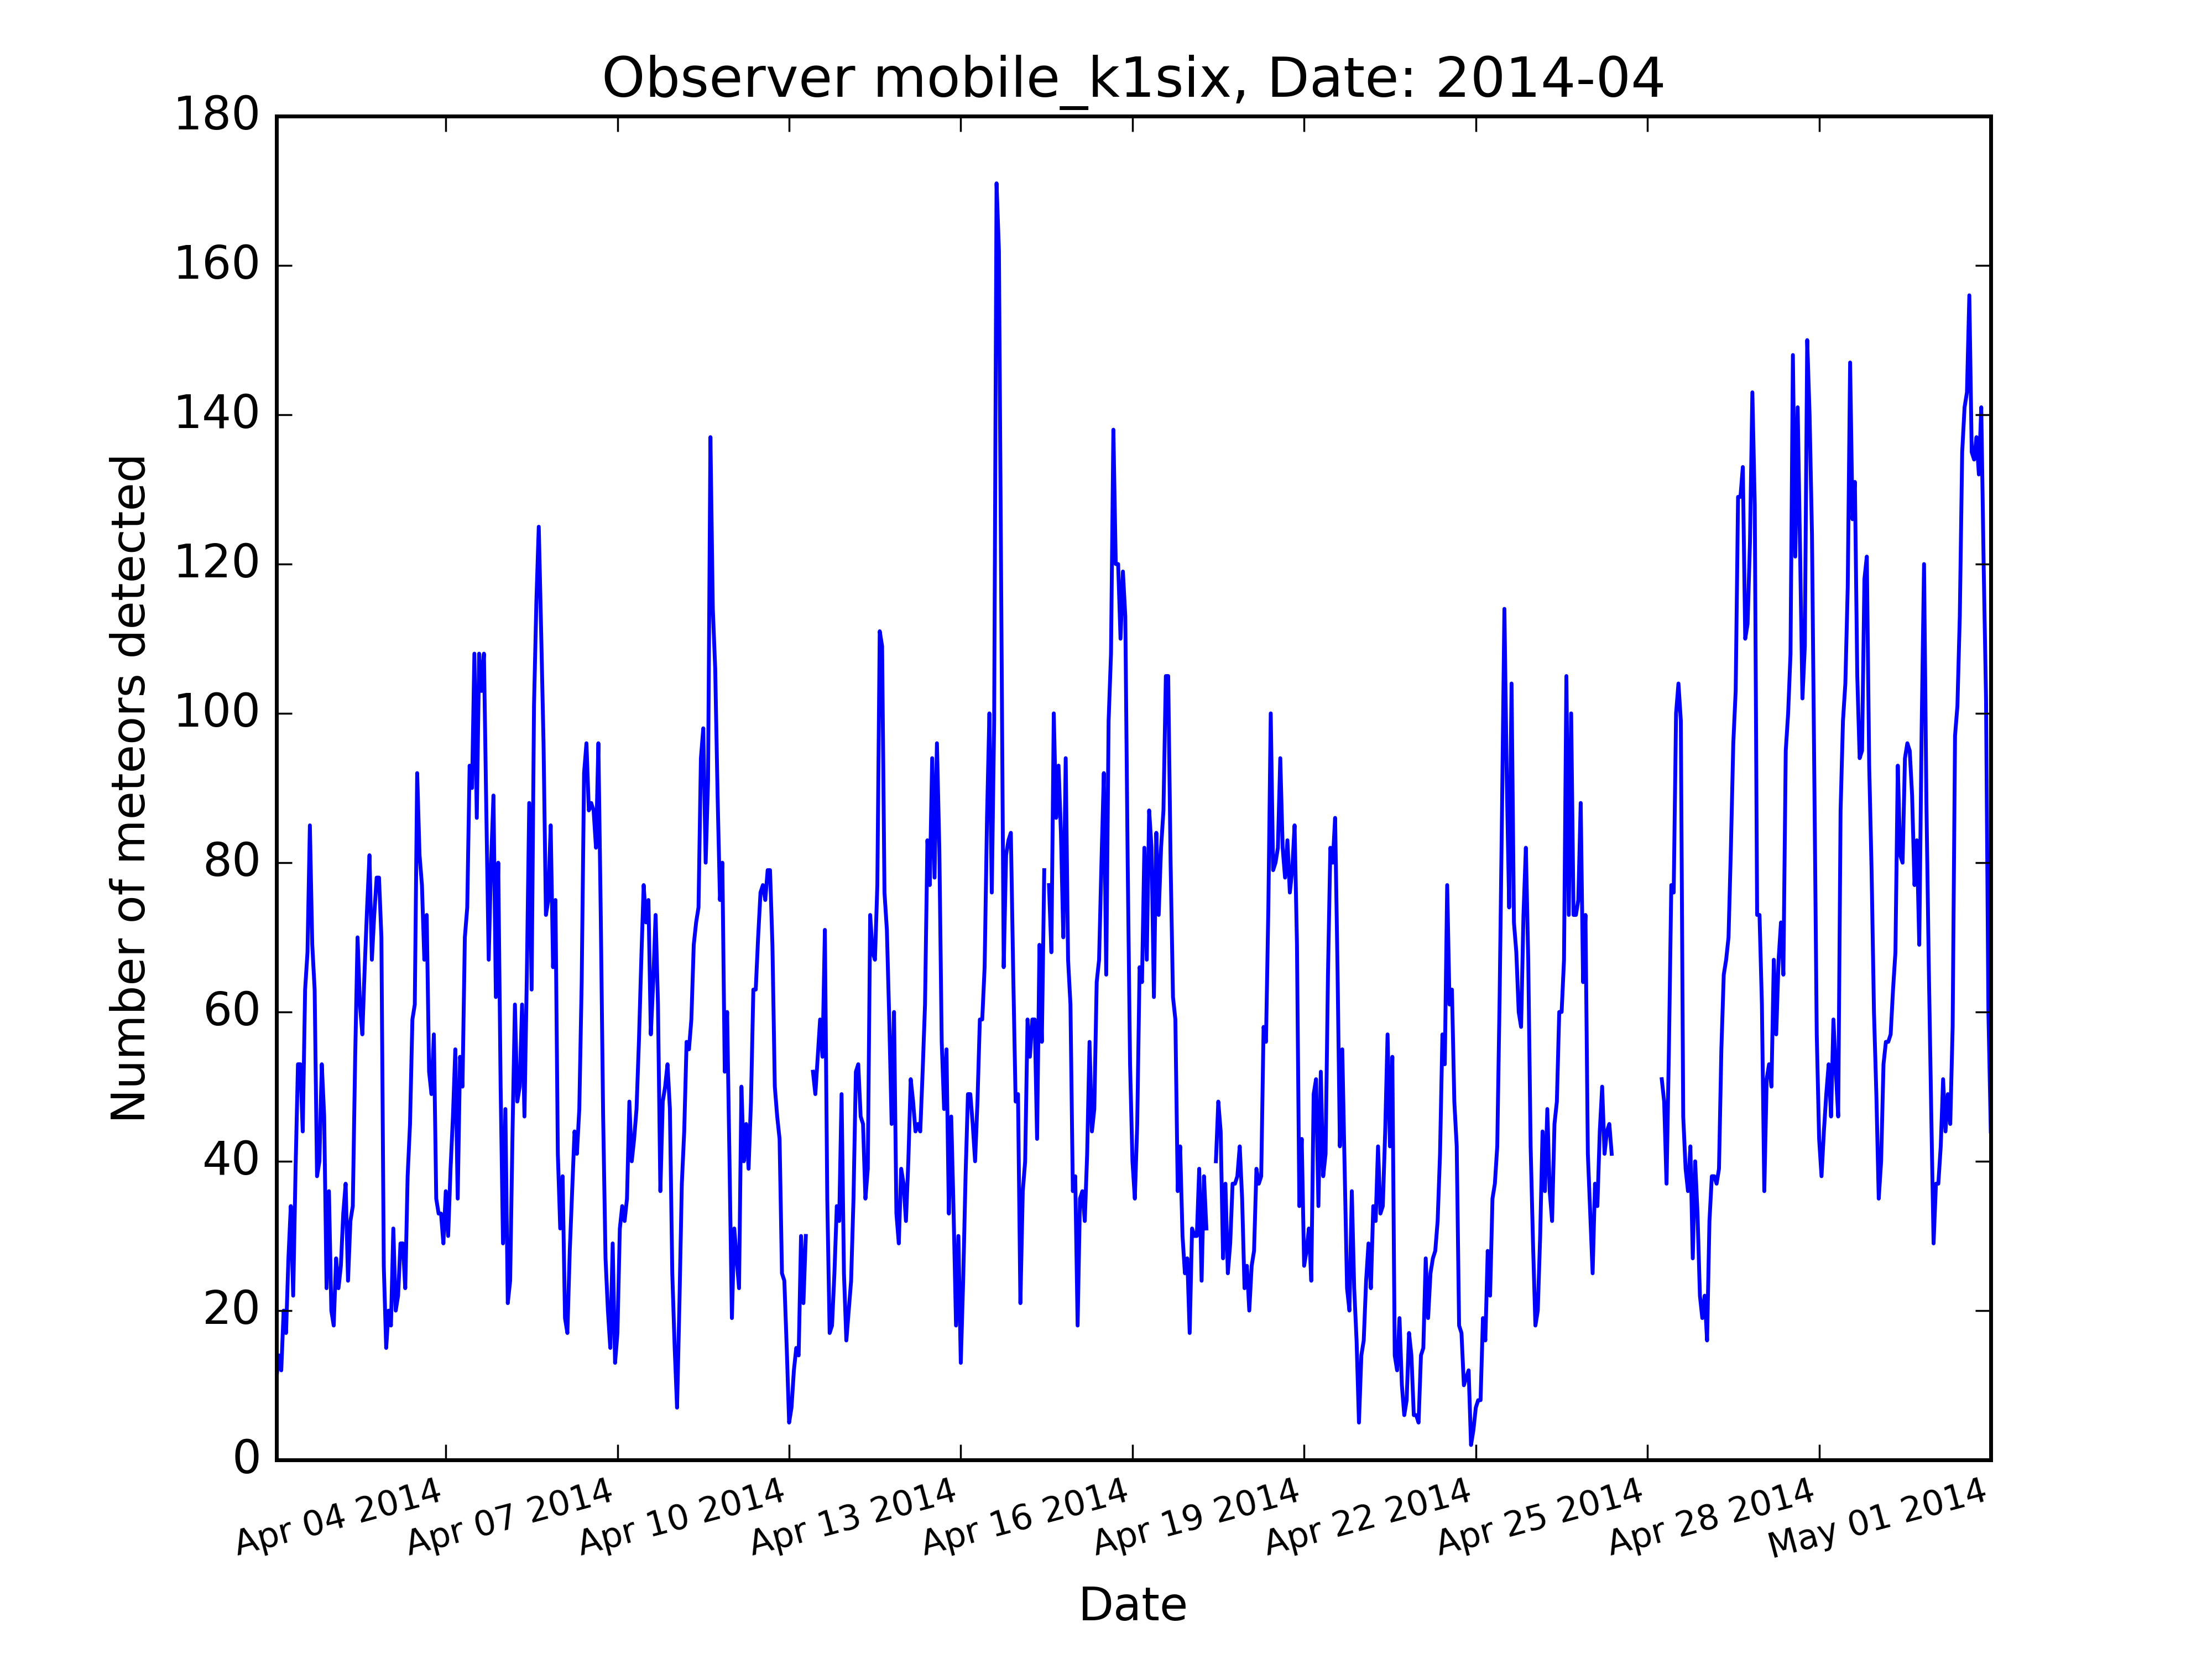 Observer mobile_k1six, Date: 2014-04
Number of meteors detected
180
160
140
120
100
80
60
40
20
0
Apr 04 2014
Apr 07 2014
Apr 10 2014
Apr 13 2014
Apr 16 2014
Apr 19 2014
Apr 22 2014
Apr 25 2014
Apr 28 2014
May 01 2014
Date